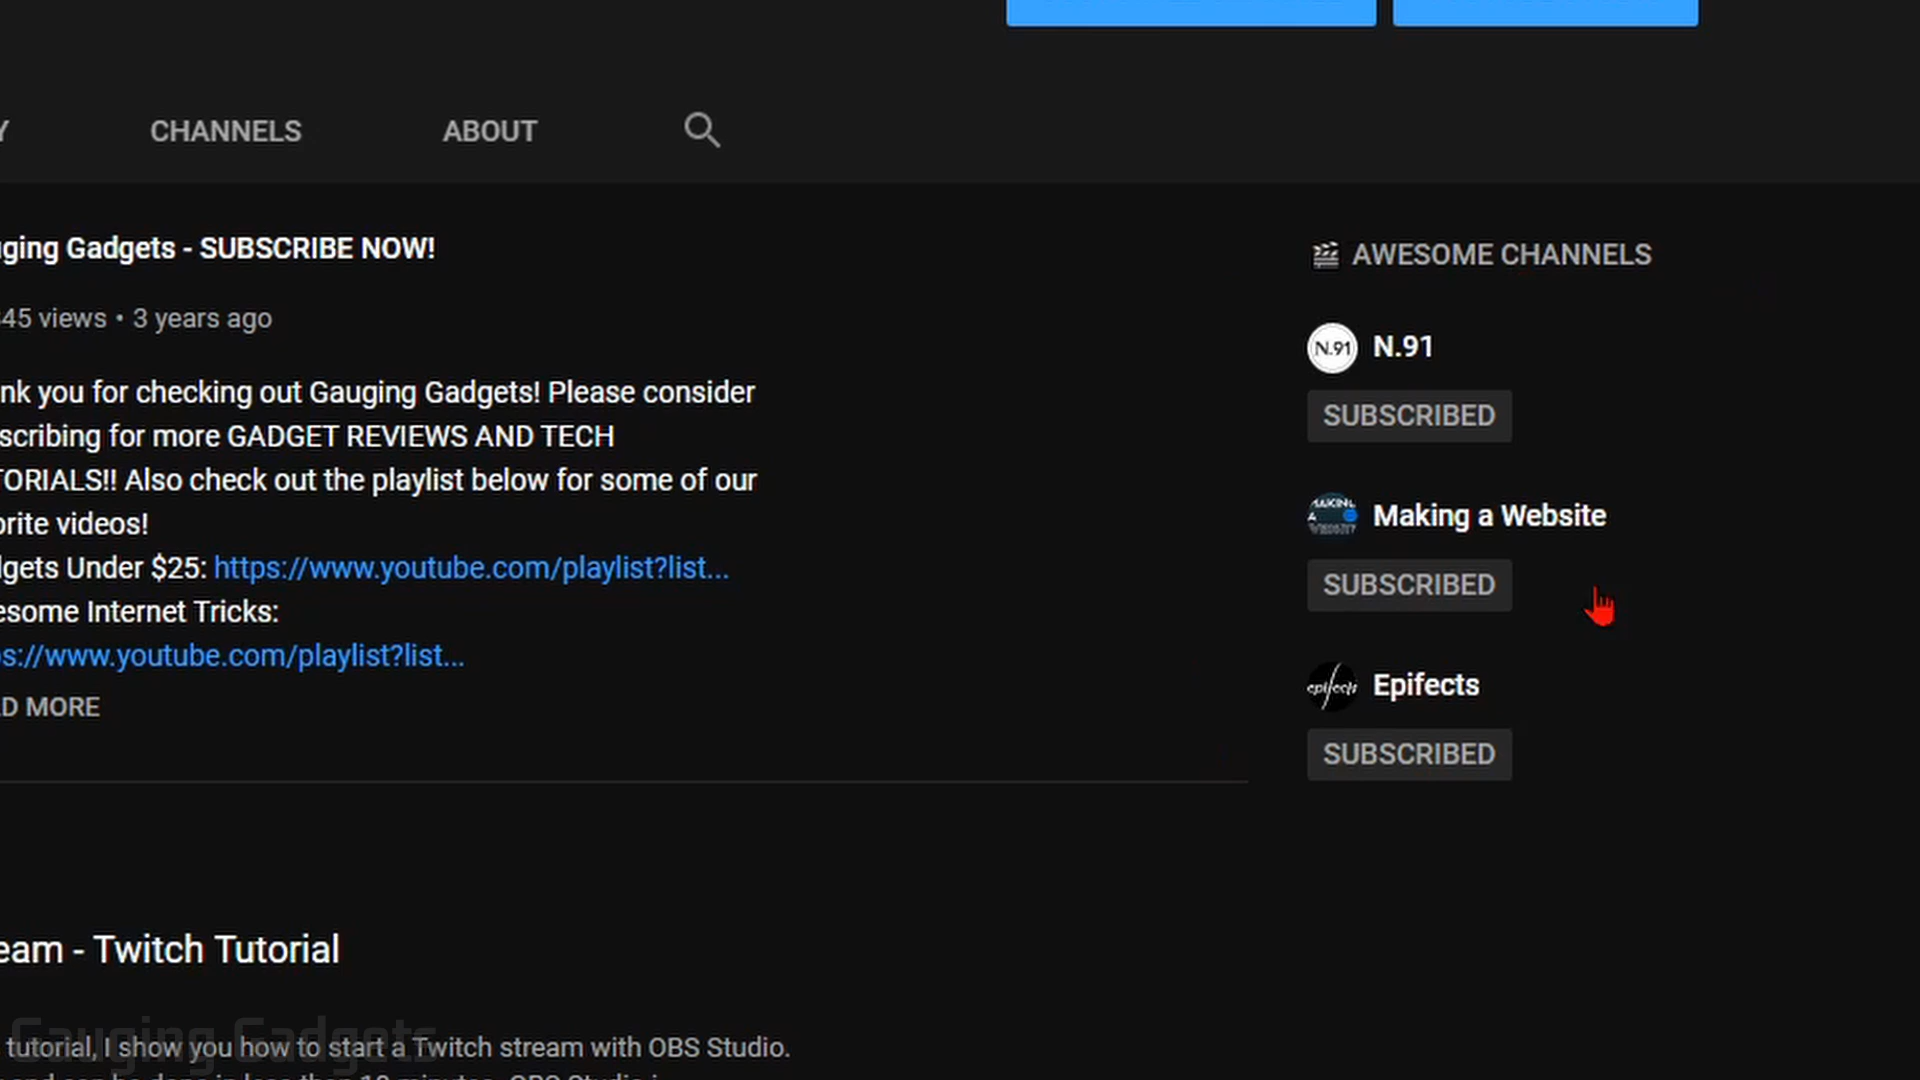 CHANNELS
ABOUT
ging Gadgets - SUBSCRIBE NOW!
45 views • 3 years ago
nk you for checking out Gauging Gadgets! Please consider
scribing for more GADGET REVIEWS AND TECH
TORIALS!! Also check out the playlist below for some of our
orite videos!
gets Under $25: https://www.youtube.com/playlist?list...
esome Internet Tricks:
s://www.youtube.com/playlist?list...
D MORE
AWESOME CHANNELS
N.91
N.91
SUBSCRIBED
MAKING
A
WEBSITE
Making a Website
SUBSCRIBED
epifects
Epifects
SUBSCRIBED
eam - Twitch Tutorial
Gauging Gadgets
tutorial, I show you how to start a Twitch stream with OBS Studio.